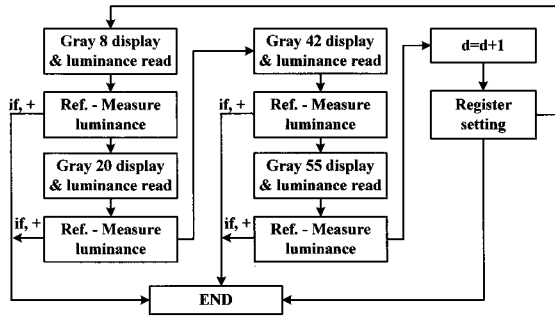 Gray 8 display
& luminance read
if, +
Ref. - Measure
luminance
Gray 20 display
& luminance read
if, +
Ref. - Measure
luminance
Gray 42 display
& luminance read
if, +
Ref. - Measure
luminance
Gray 55 display
& luminance read
if, +
Ref. - Measure
luminance
d=d+1
Register
setting
END